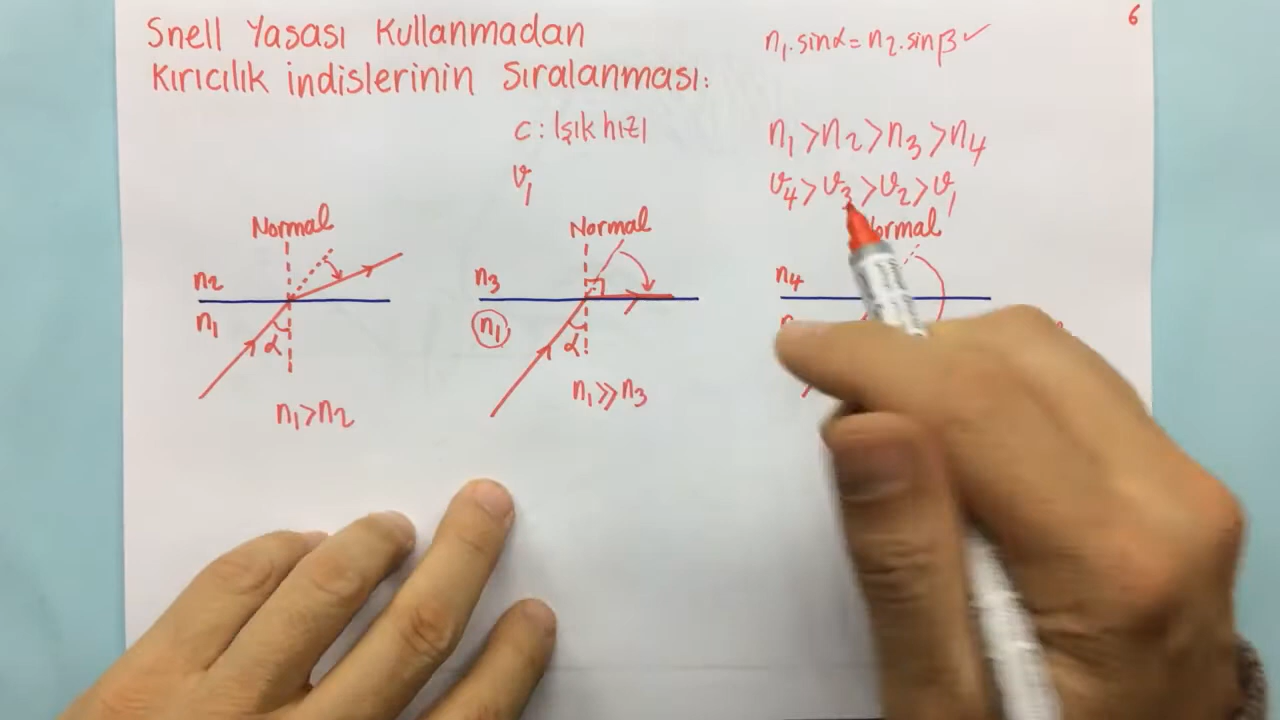 Snell Yasası Kullanmadan
Kırıcılık indislerinin Sıralanması:
6
n₁.sinα=n₂.sinβ ✓
c: Işık hızı
v₁
n₁>n₂>n₃>n₄
v₄>v₃>v₂>v₁
Normal
n₂
n₁
α
n₁>n₂
Normal
n₃
n₁
α
n₁≫n₃
Normal
n₄